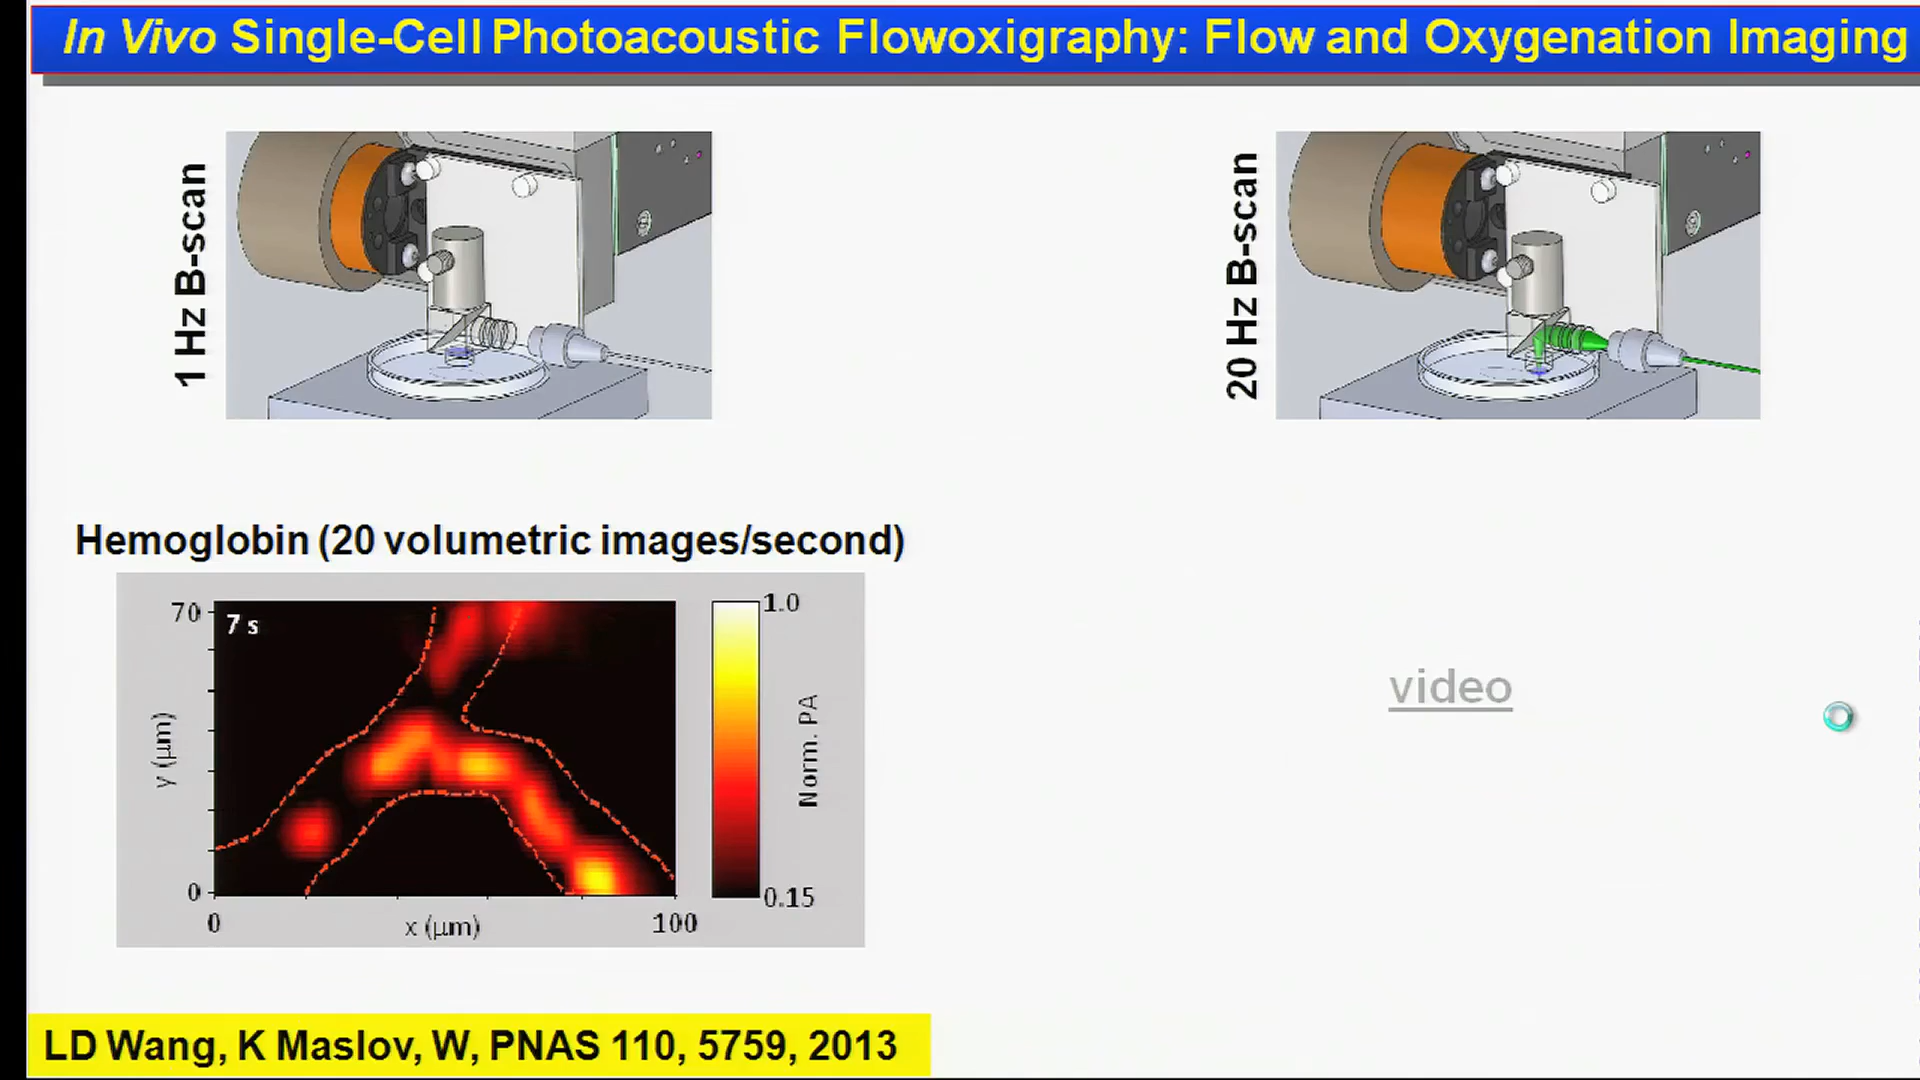 In Vivo Single-Cell Photoacoustic Flowoxigraphy: Flow and Oxygenation Imaging
1 Hz B-scan
20 Hz B-scan
Hemoglobin (20 volumetric images/second)
70
7 s
1.0
y (μm)
Norm. PA
0
0.15
0
x (μm)
100
video
LD Wang, K Maslov, W, PNAS 110, 5759, 2013